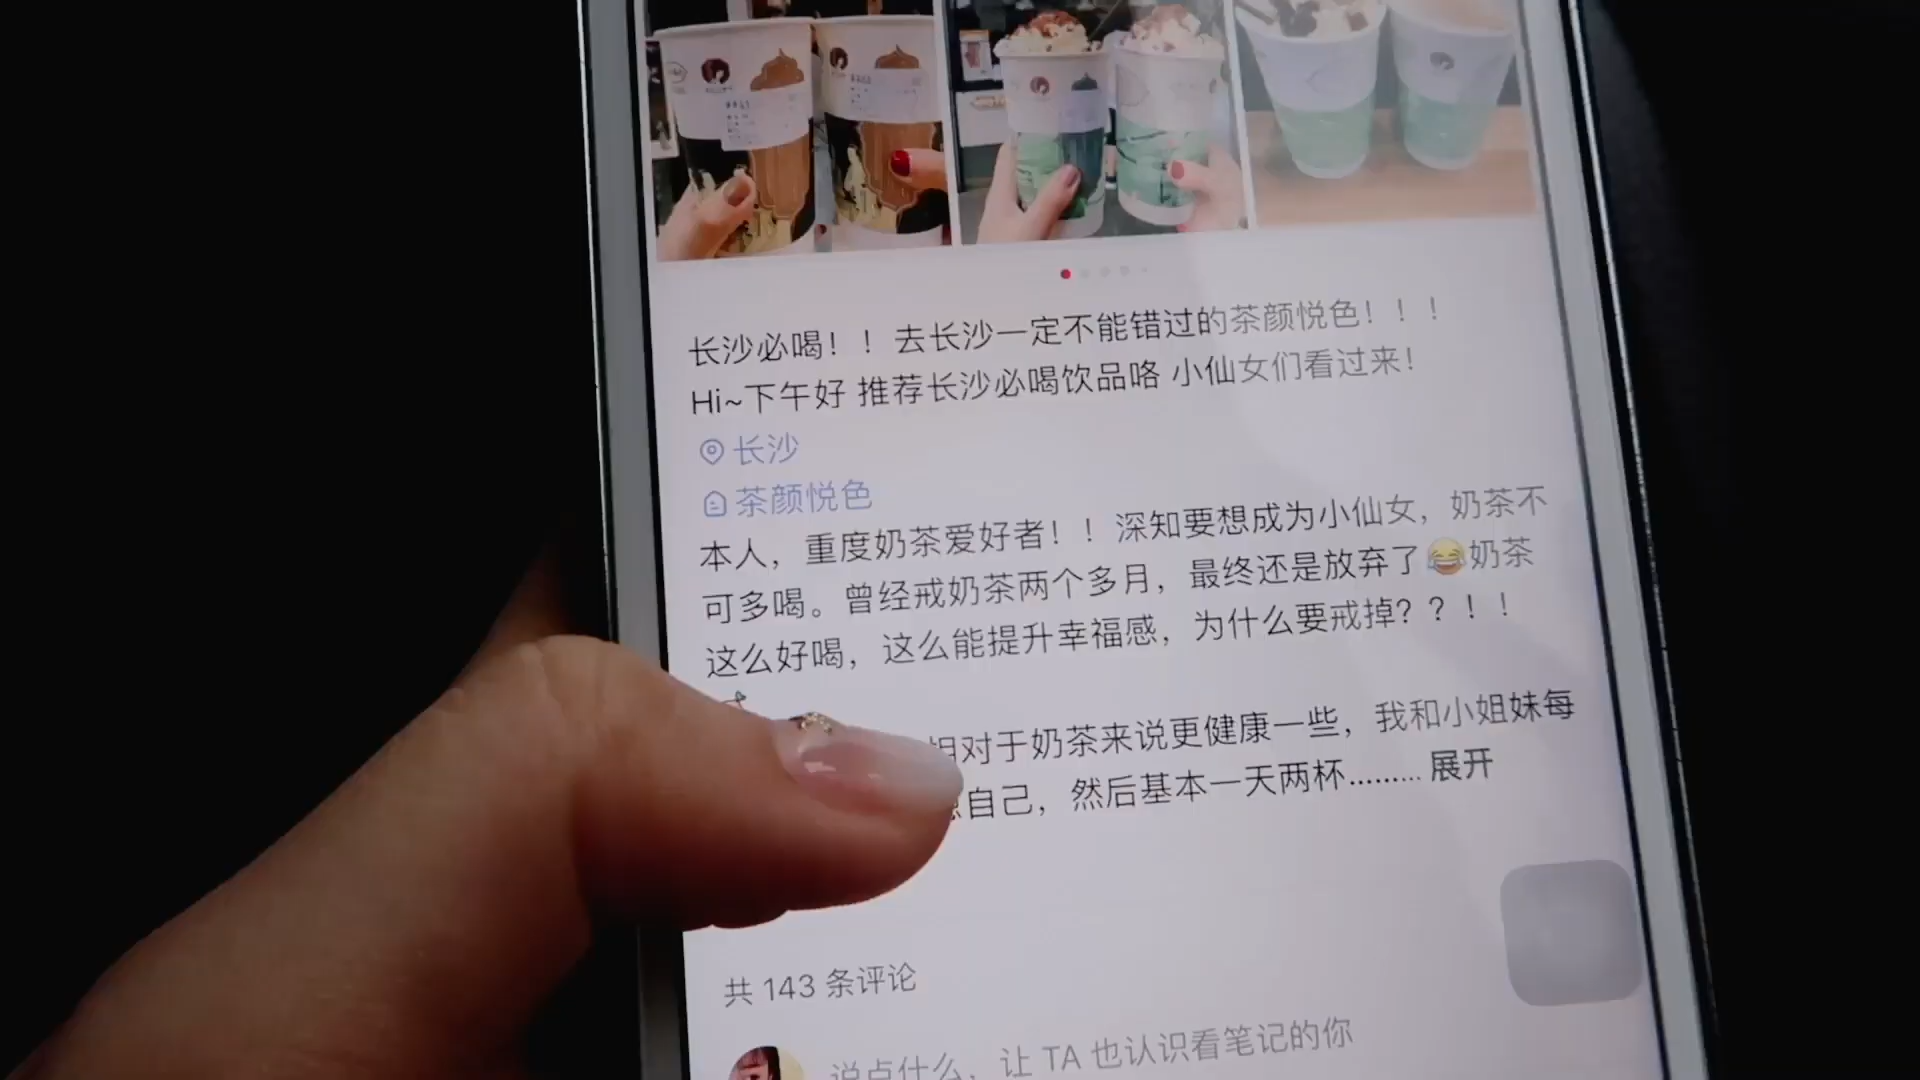 长沙必喝！！去长沙一定不能错过的茶颜悦色！！！
Hi~下午好 推荐长沙必喝饮品咯 小仙女们看过来！
长沙
茶颜悦色
本人，重度奶茶爱好者！！深知要想成为小仙女，奶茶不
可多喝。曾经戒奶茶两个多月，最终还是放弃了😂奶茶
这么好喝，这么能提升幸福感，为什么要戒掉？？！！
相对于奶茶来说更健康一些，我和小姐妹每
自己，然后基本一天两杯......... 展开
共 143 条评论
说点什么，让 TA 也认识看笔记的你